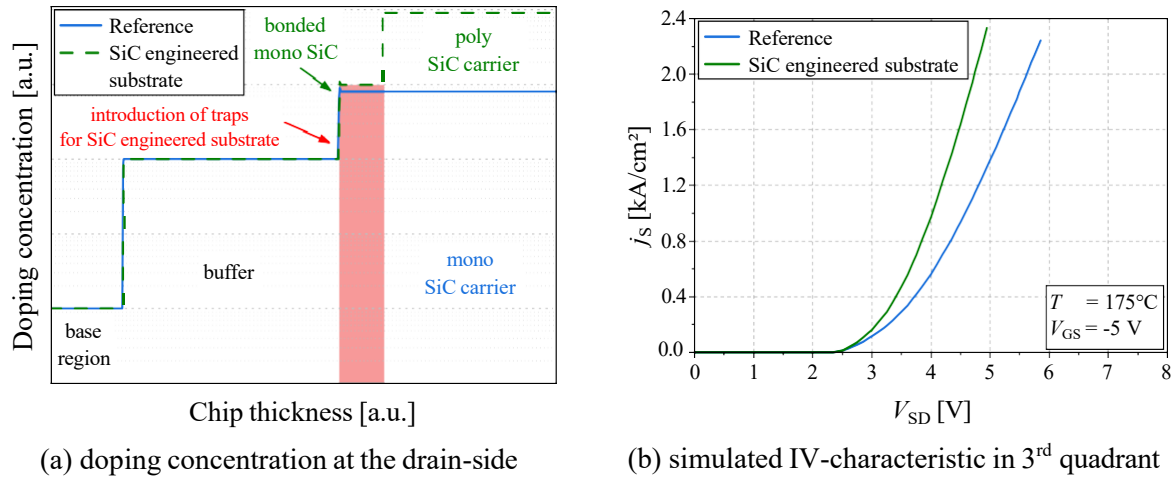 Reference
SiC engineered
substrate
bonded
mono SiC
poly
SiC carrier
introduction of traps
for SiC engineered substrate
buffer
mono
SiC carrier
base
region
Doping concentration [a.u.]
Chip thickness [a.u.]
(a) doping concentration at the drain-side
Reference
SiC engineered substrate
2.4
2.0
1.6
1.2
0.8
0.4
0.0
jS [kA/cm²]
T = 175°C
VGS = -5 V
0 1 2 3 4 5 6 7 8
VSD [V]
(b) simulated IV-characteristic in 3rd quadrant